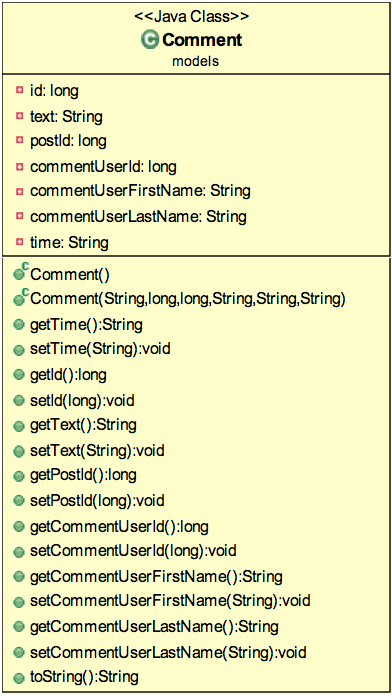 <<Java Class>>
C Comment
models
id: long
text: String
postId: long
commentUserId: long
commentUserFirstName: String
commentUserLastName: String
time: String
C Comment()
C Comment(String,long,long,String,String,String)
getTime():String
setTime(String):void
getId():long
setId(long):void
getText():String
setText(String):void
getPostId():long
setPostId(long):void
getCommentUserId():long
setCommentUserId(long):void
getCommentUserFirstName():String
setCommentUserFirstName(String):void
getCommentUserLastName():String
setCommentUserLastName(String):void
toString():String